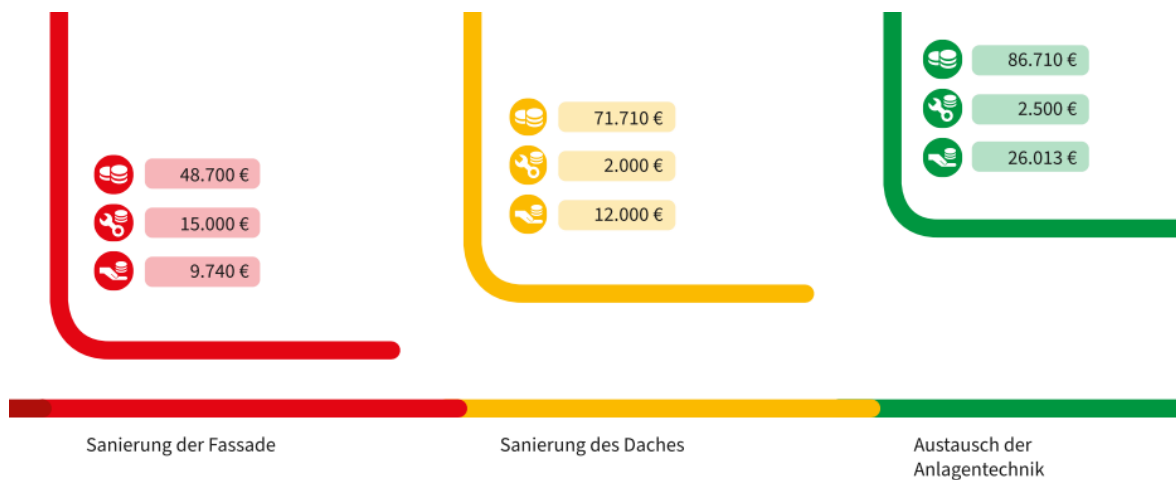 48.700 €
15.000 €
9.740 €
71.710 €
2.000 €
12.000 €
86.710 €
2.500 €
26.013 €
Sanierung der Fassade
Sanierung des Daches
Austausch der
Anlagentechnik